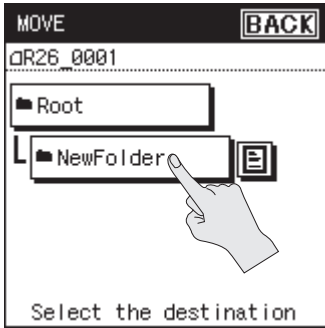 MOVE
BACK
R26_0001
Root
NewFolder
Select the destination